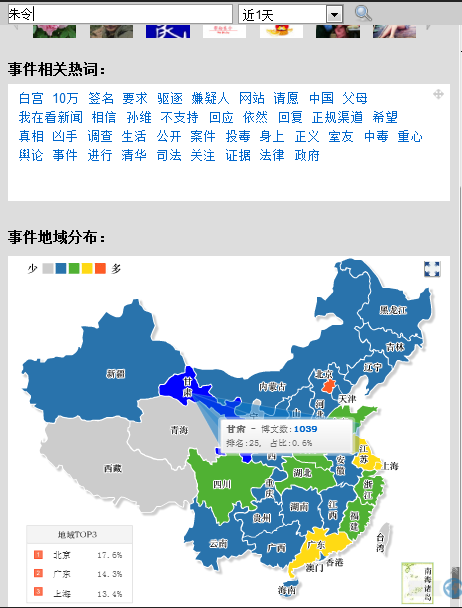 朱令
近1天
事件相关热词：
白宫 10万 签名 要求 驱逐 嫌疑人 网站 请愿 中国 父母
我在看新闻 相信 孙维 不支持 回应 依然 回复 正规渠道 希望
真相 凶手 调查 生活 公开 案件 投毒 身上 正义 室友 中毒 重心
舆论 事件 进行 清华 司法 关注 证据 法律 政府
事件地域分布：
少 多
黑龙江
吉林
辽宁
北京
内蒙古
新疆
甘肃
天津
河
山
青海
甘肃 - 博文数:1039
排名:25, 占比:0.6%
江苏
上海
安徽
西藏
四川
重庆
湖北
浙江
湖南
江西
贵州
福建
云南
广西
广东
台湾
香港
澳门
海南
南海诸岛
地域TOP3
1 北京 17.6%
2 广东 14.3%
3 上海 13.4%